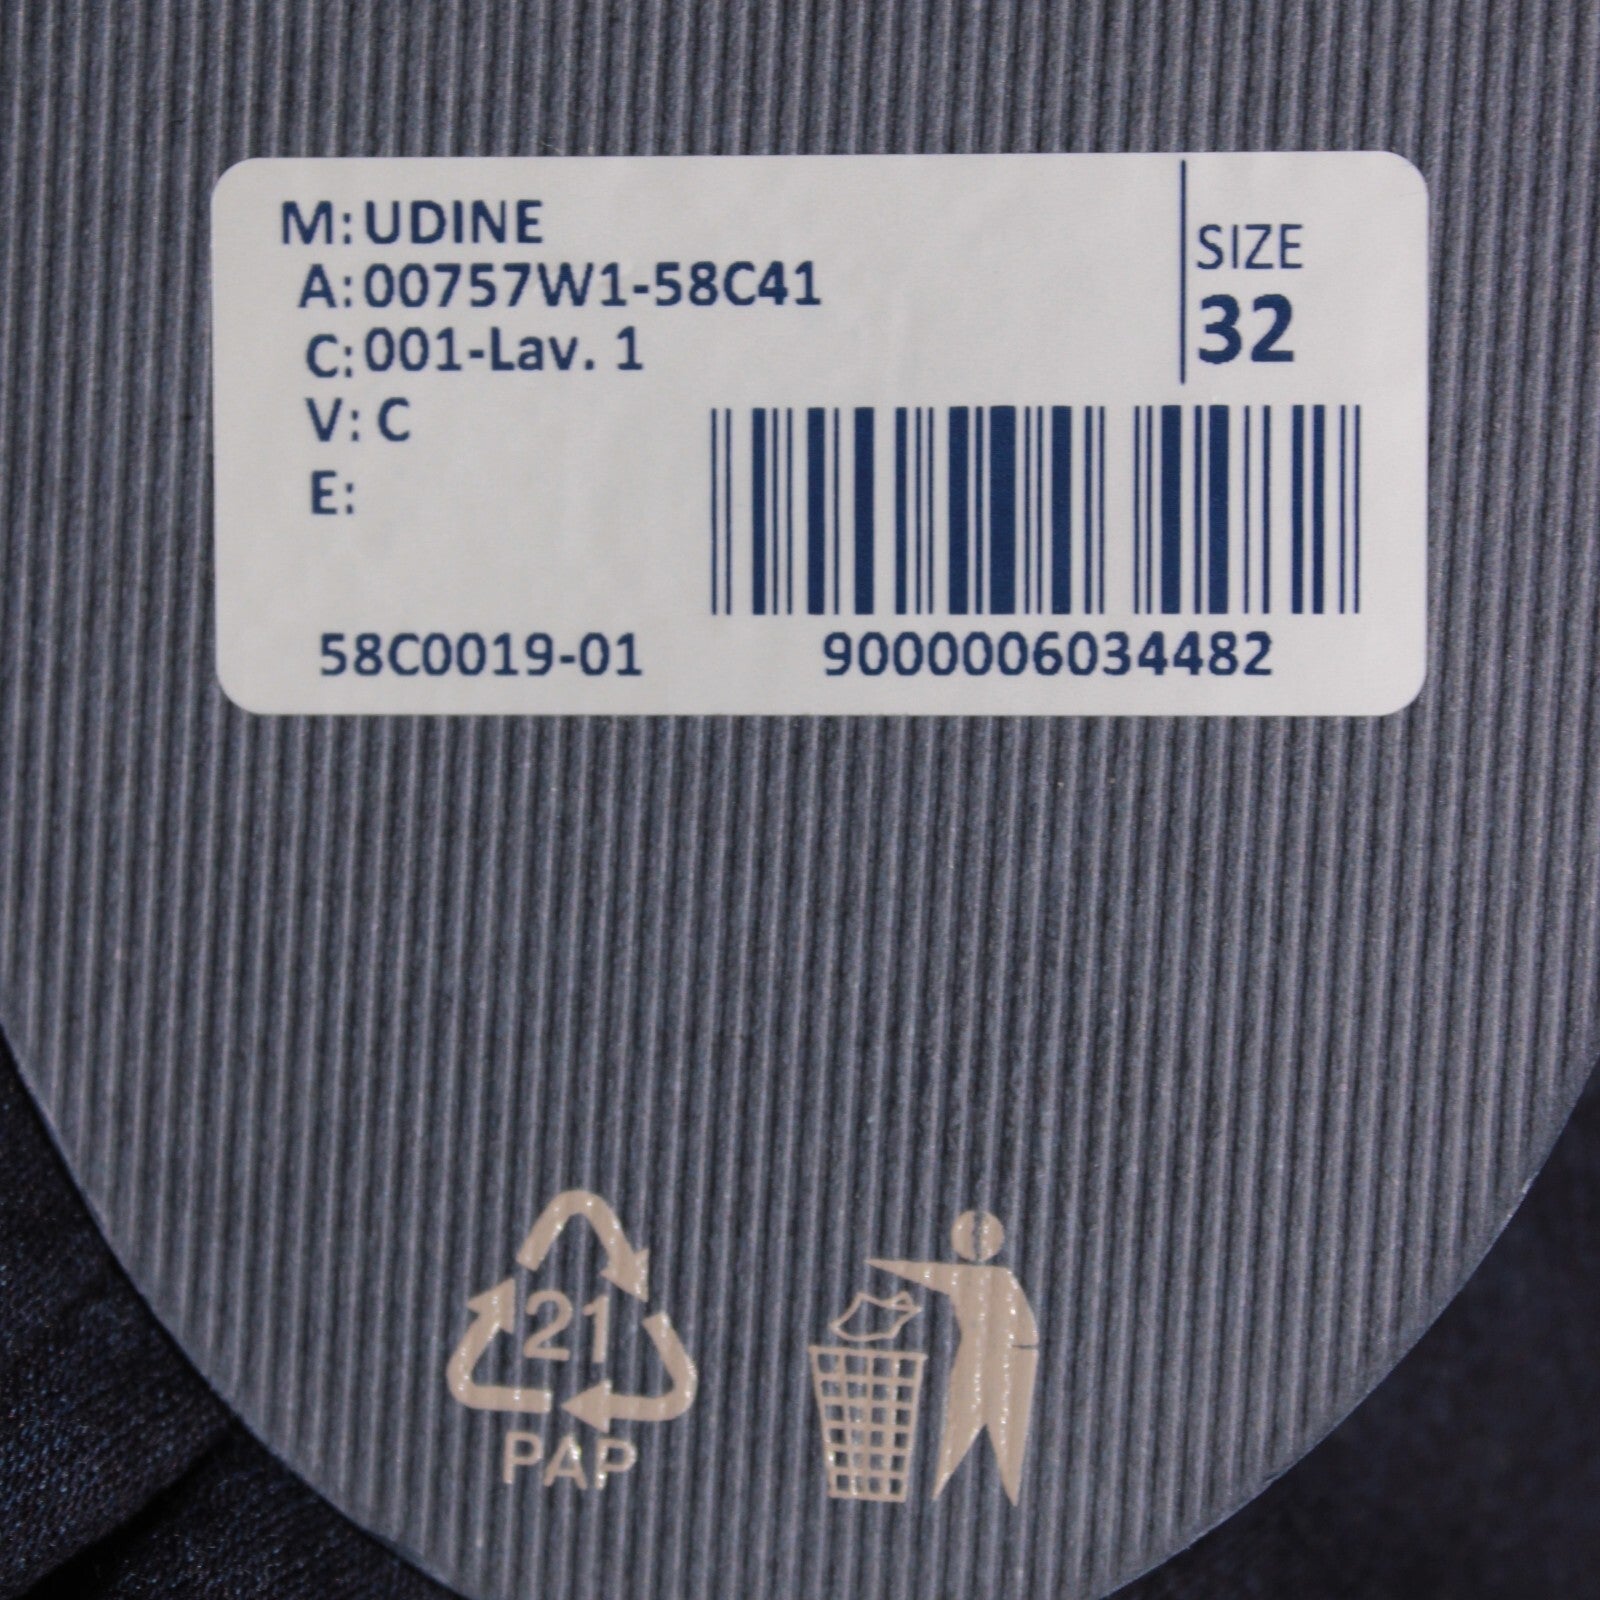 M: UDINE
A: 00757W1-58C41
C: 001-Lav. 1
V: C
E:
SIZE
32
58C0019-01
9000006034482
21
PAP